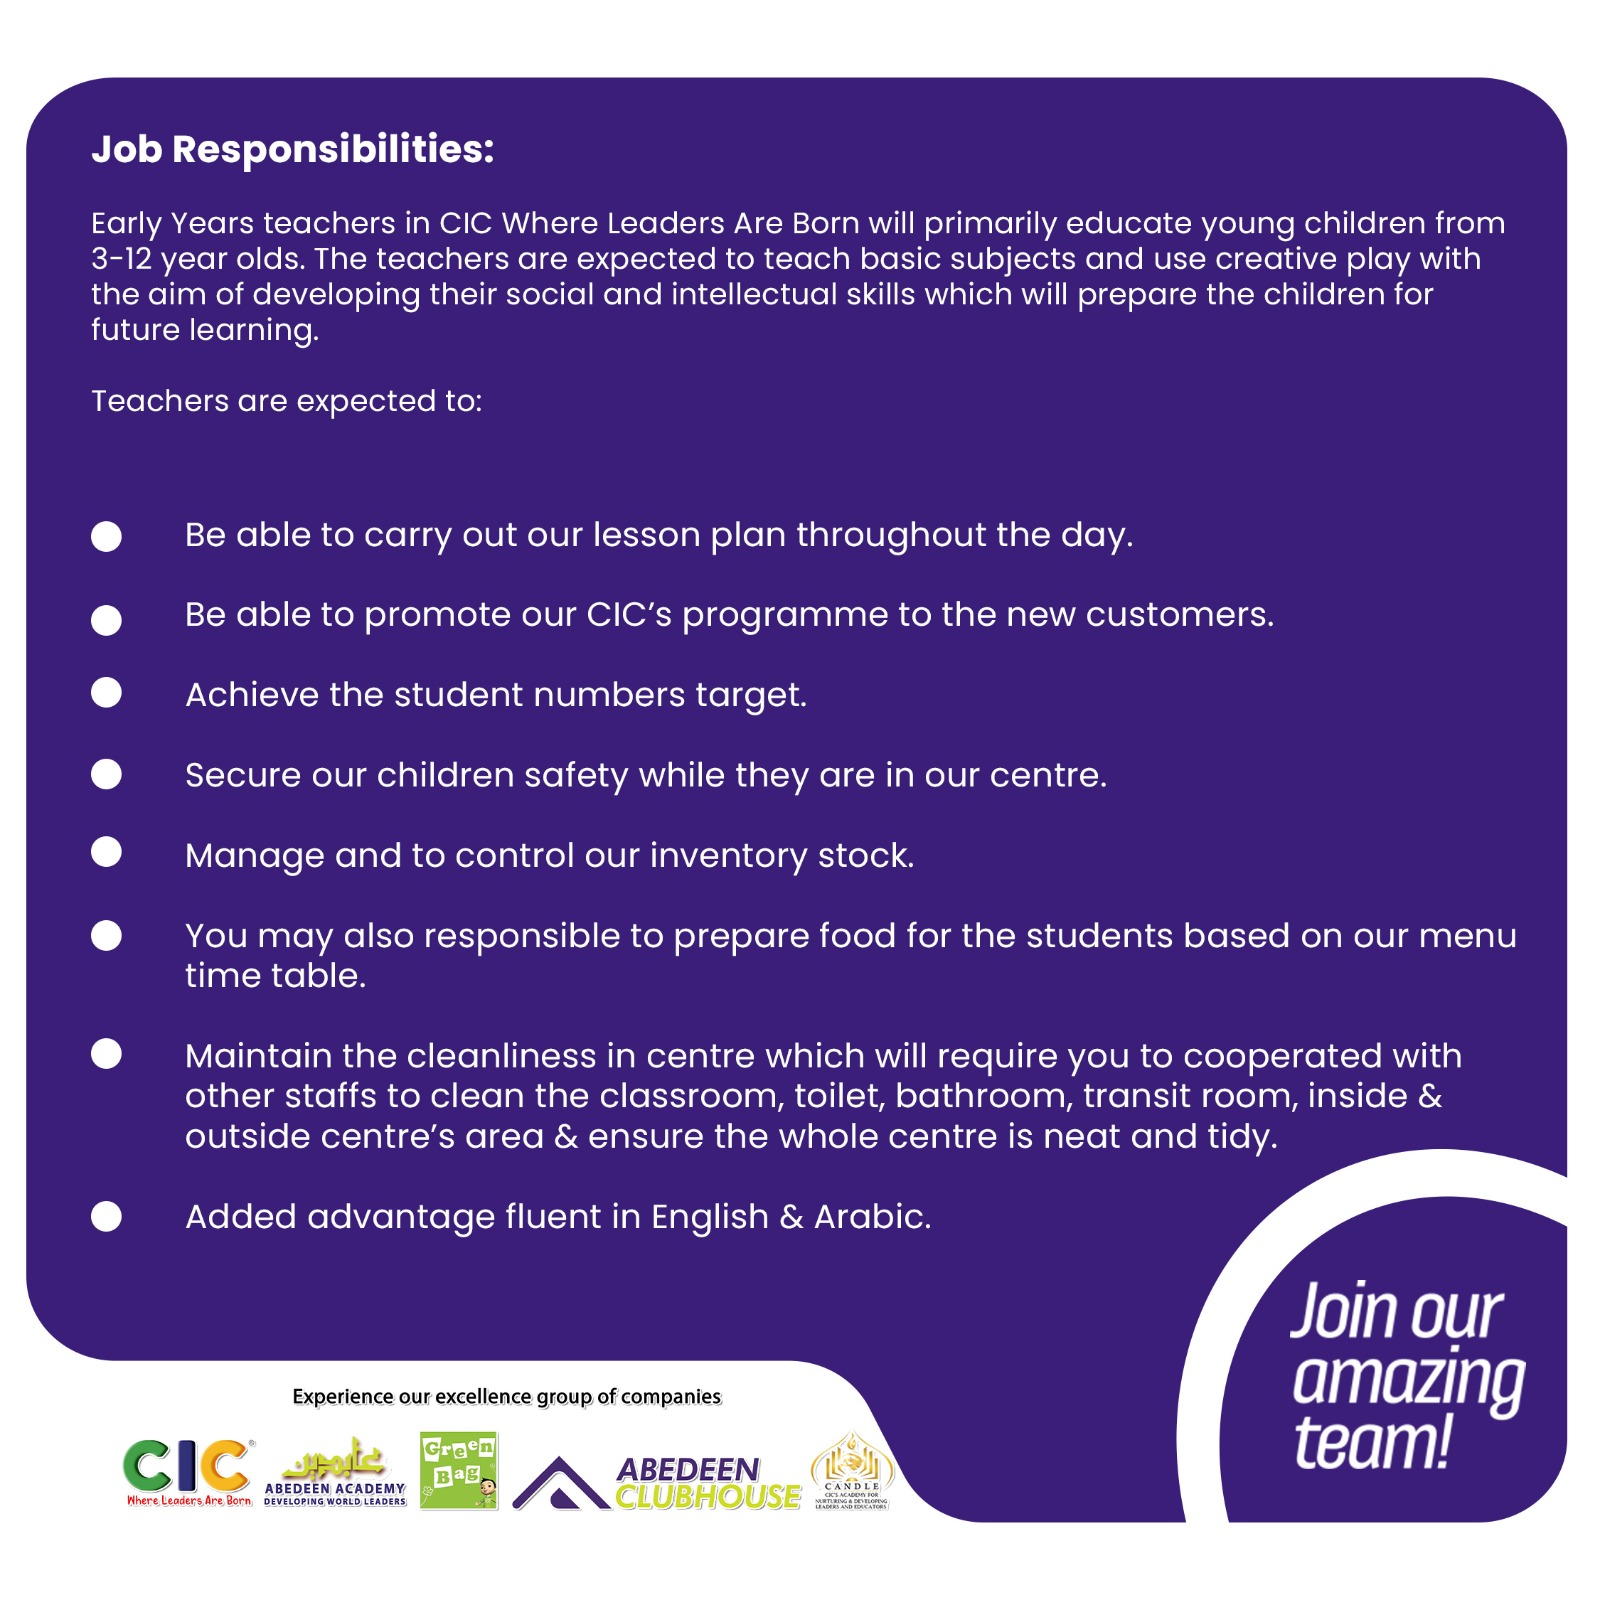 Job Responsibilities:
Early Years teachers in CIC Where Leaders Are Born will primarily educate young children from
3-12 year olds. The teachers are expected to teach basic subjects and use creative play with
the aim of developing their social and intellectual skills which will prepare the children for
future learning.
Teachers are expected to:
Be able to carry out our lesson plan throughout the day.
Be able to promote our CIC’s programme to the new customers.
Achieve the student numbers target.
Secure our children safety while they are in our centre.
Manage and to control our inventory stock.
You may also responsible to prepare food for the students based on our menu
time table.
Maintain the cleanliness in centre which will require you to cooperated with
other staffs to clean the classroom, toilet, bathroom, transit room, inside &
outside centre’s area & ensure the whole centre is neat and tidy.
Added advantage fluent in English & Arabic.
Join our
amazing
team!
Experience our excellence group of companies
CIC®
Where Leaders Are Born
عابدين
ABEDEEN ACADEMY
DEVELOPING WORLD LEADERS
Green
Bag
ABEDEEN
CLUBHOUSE
CANDLE
CIC'S ACADEMY FOR
NURTURING & DEVELOPING
LEADERS AND EDUCATORS